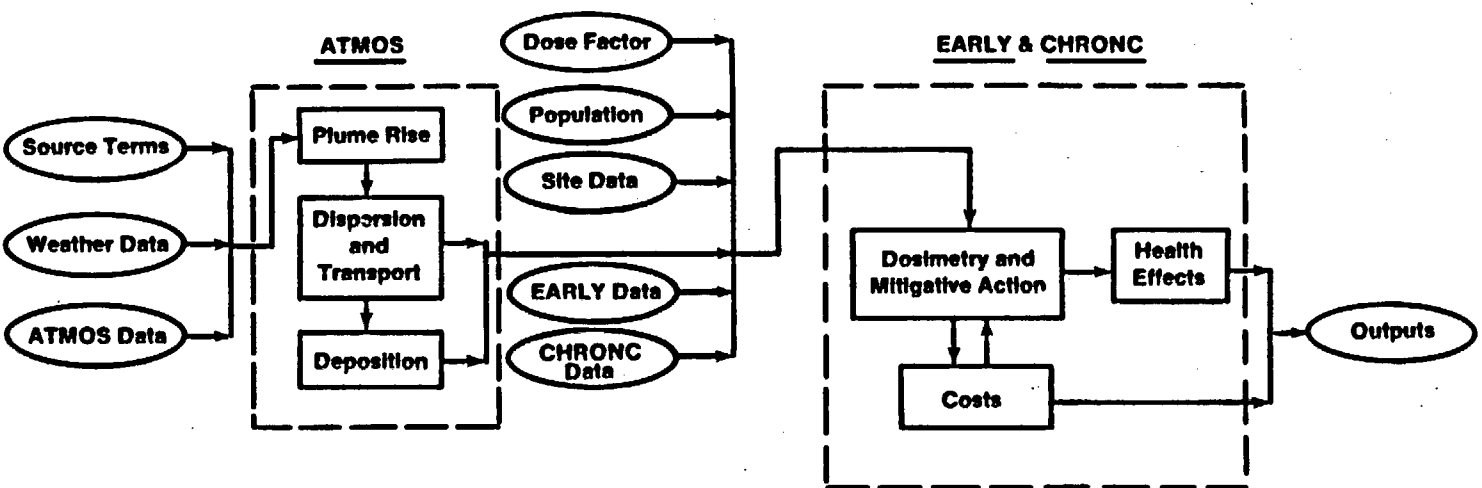 ATMOS
Source Terms
Weather Data
ATMOS Data
Plume Rise
Dispersion
and
Transport
Deposition
Dose Factor
Population
Site Data
EARLY Data
CHRONC
Data
EARLY & CHRONC
Dosimetry and
Mitigative Action
Health
Effects
Costs
Outputs